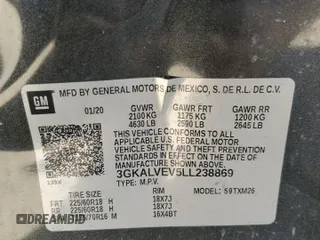 GM
MFD BY GENERAL MOTORS DE MEXICO, S. DE R.L. DE C.V.
01/20 GVWR GAWR FRT GAWR RR
2100 KG 1175 KG 1200 KG
4630 LB 2590 LB 2645 LB
THIS VEHICLE CONFORMS TO ALL APPLICABLE
U.S. FEDERAL MOTOR VEHICLE SAFETY
AND THEFT PREVENTION STANDARDS IN
EFFECT ON THE DATE OF MANUFACTURE
SHOWN ABOVE.
3GKALVEV5LL238869
TYPE: M.P.V. MODEL: 59TXM26
TIRE SIZE RIM
FRT 225/60R18 H 18X7J
RR 225/60R18 H 18X7J
/70R16 M 16X4BT
DREAMBID